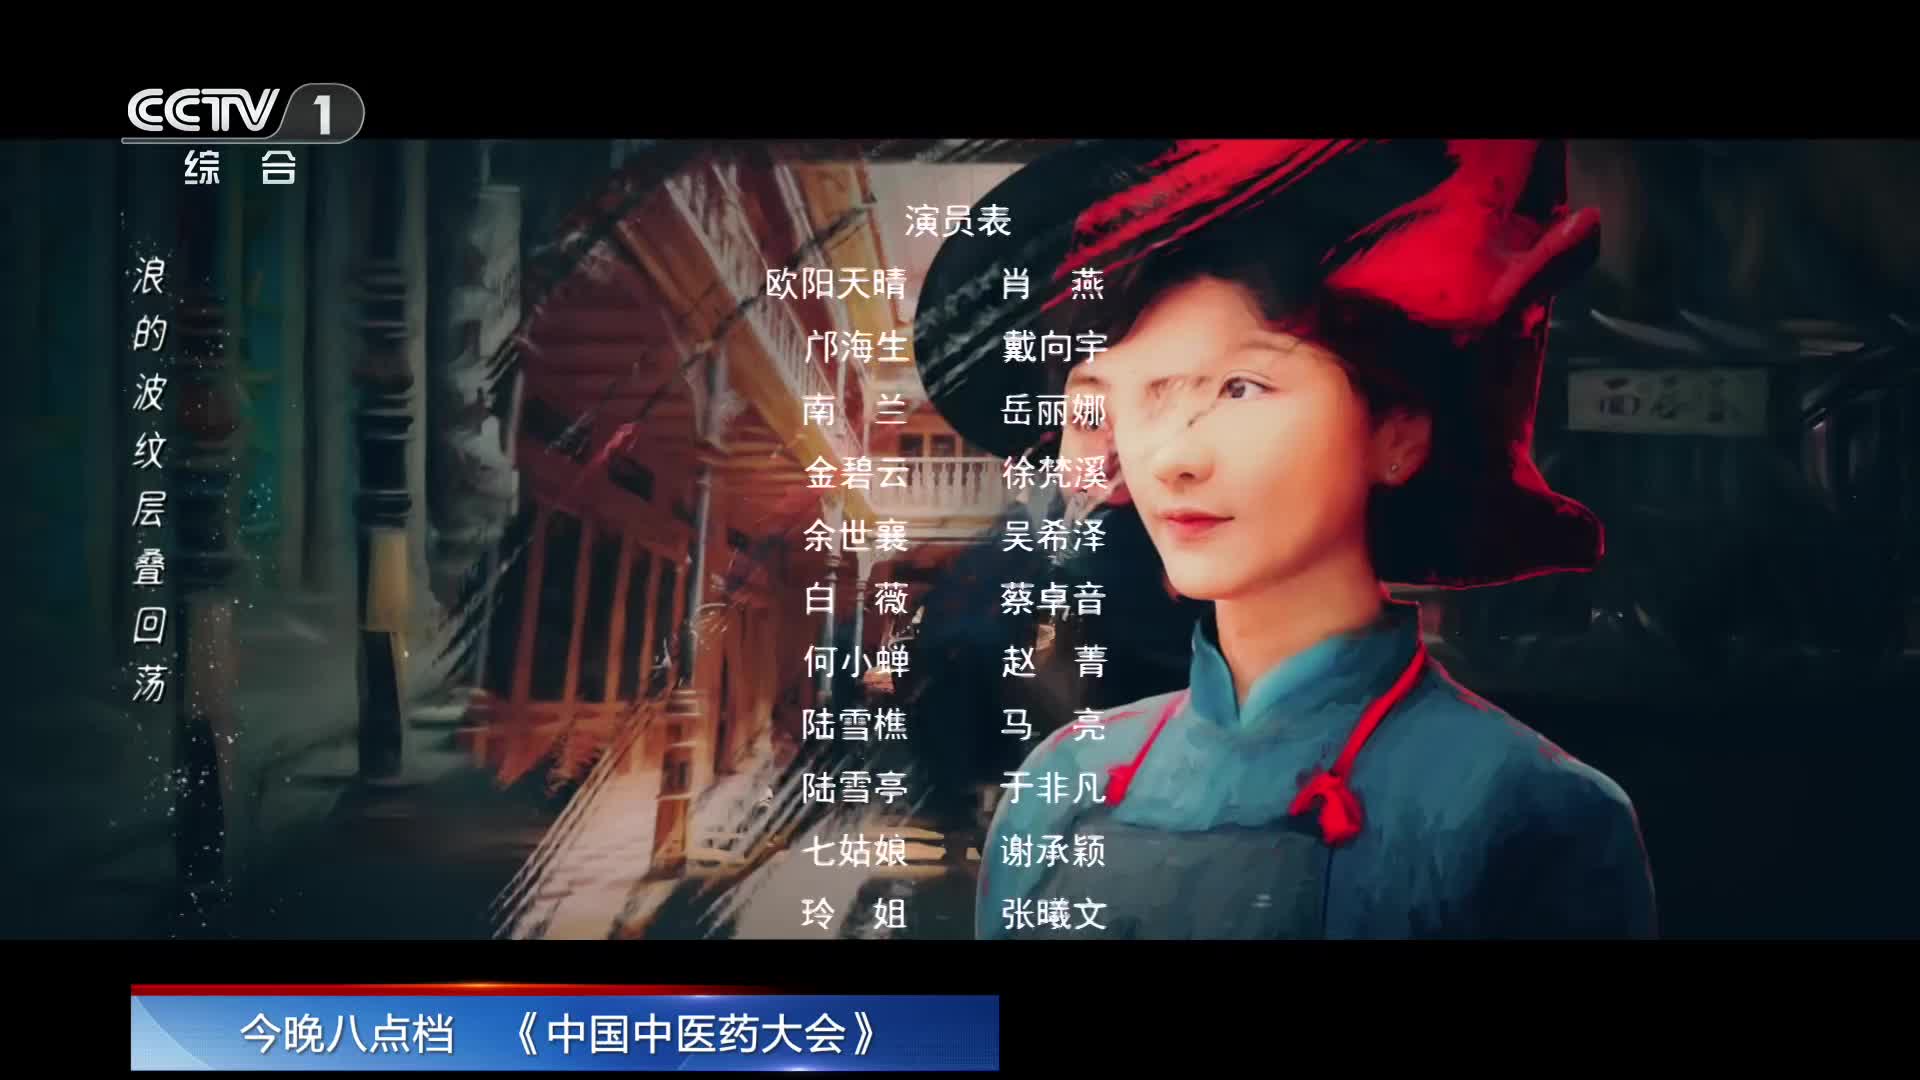 CCTV 1
综 合
浪的波纹层叠回荡
演员表
欧阳天晴 肖 燕
邝海生 戴向宇
南 兰 岳丽娜
金碧云 徐梵溪
余世襄 吴希泽
白 薇 蔡卓音
何小蝉 赵 菁
陆雪樵 马 亮
陆雪亭 于非凡
七姑娘 谢承颖
玲 姐 张曦文
今晚八点档 《中国中医药大会》